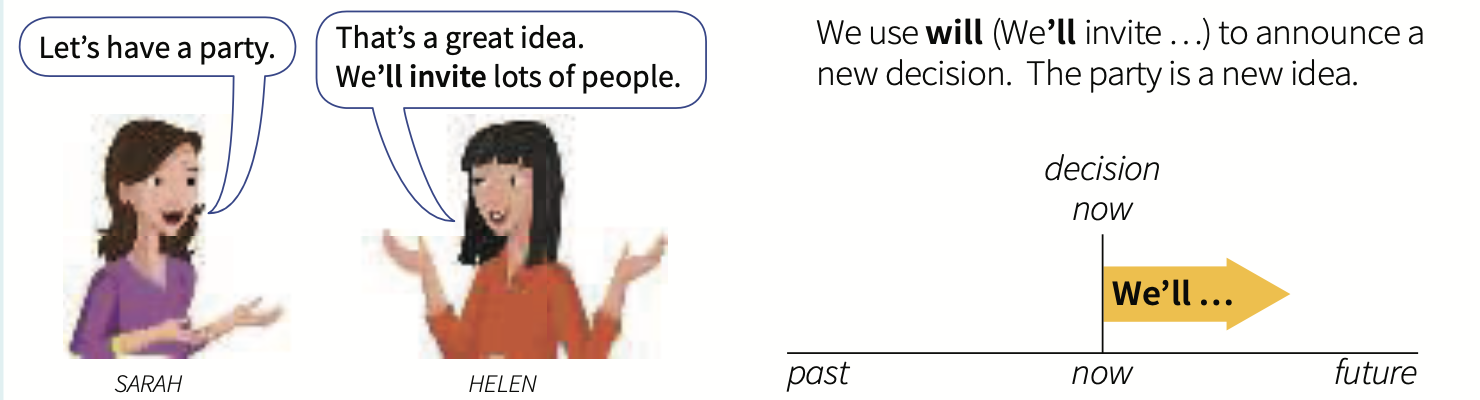 Let’s have a party.
That’s a great idea.
We’ll invite lots of people.
SARAH
HELEN
We use will (We’ll invite …) to announce a
new decision. The party is a new idea.
decision
now
We’ll …
past now future